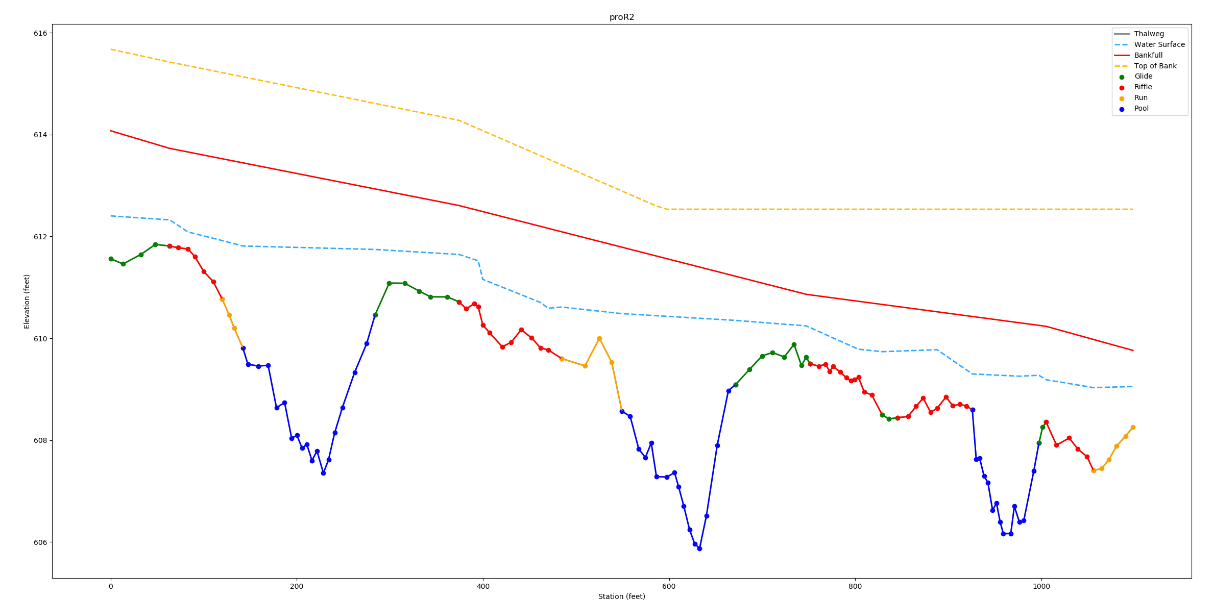 proR2
616
614
612
610
608
606
Elevation (feet)
0
200
400
600
800
1000
Station (feet)
Thalweg
Water Surface
Bankfull
Top of Bank
Glide
Riffle
Run
Pool